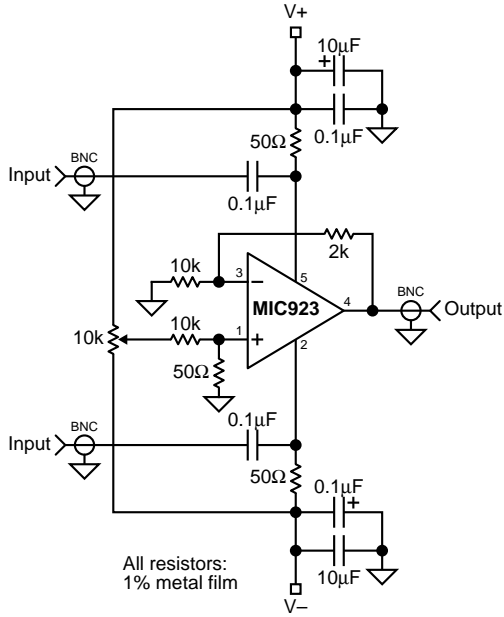 V+
10µF
+
0.1µF
50Ω
BNC
Input
0.1µF
2k
10k
3
−
5
MIC923
4
BNC
Output
10k
10k
1
+
2
50Ω
0.1µF
BNC
Input
50Ω
0.1µF
+
10µF
All resistors:
1% metal film
V−